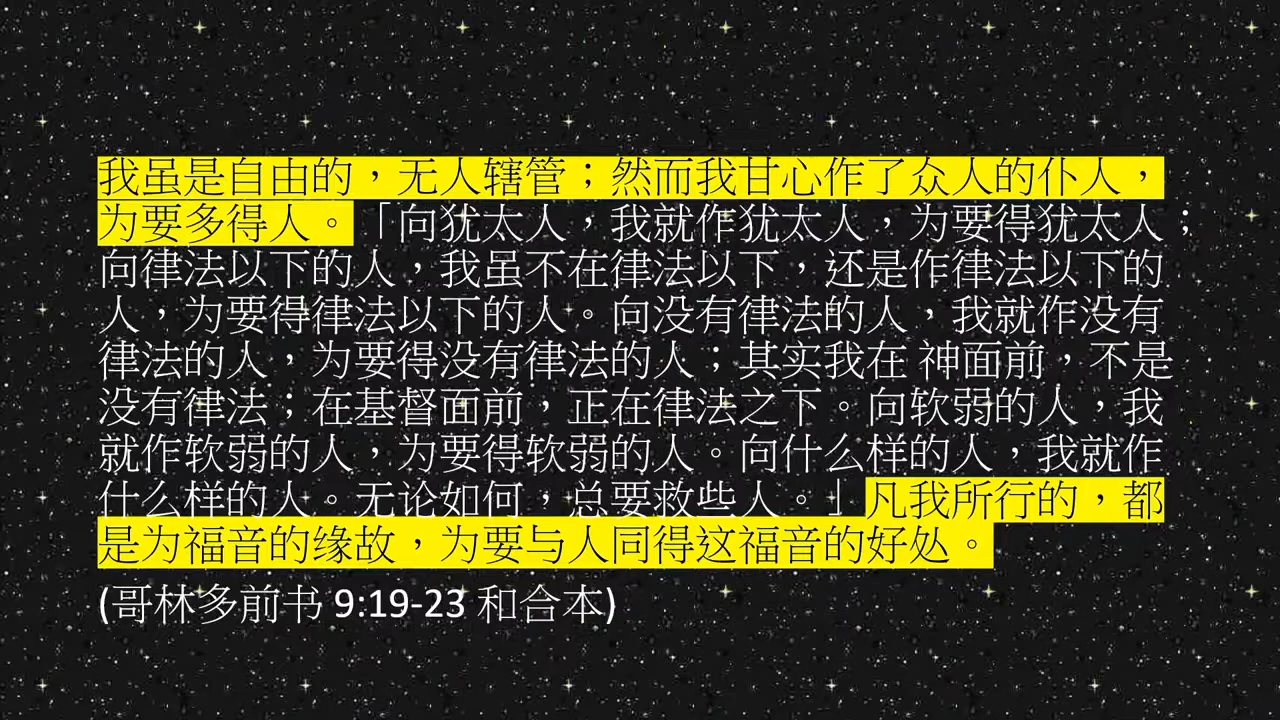 我虽是自由的，无人辖管；然而我甘心作了众人的仆人，
为要多得人。「向犹太人，我就作犹太人，为要得犹太人；
向律法以下的人，我虽不在律法以下，还是作律法以下的
人，为要得律法以下的人。向没有律法的人，我就作没有
律法的人，为要得没有律法的人；其实我在 神面前，不是
没有律法；在基督面前，正在律法之下。向软弱的人，我
就作软弱的人，为要得软弱的人。向什么样的人，我就作
什么样的人。无论如何，总要救些人。」凡我所行的，都
是为福音的缘故，为要与人同得这福音的好处。
(哥林多前书 9:19-23 和合本)